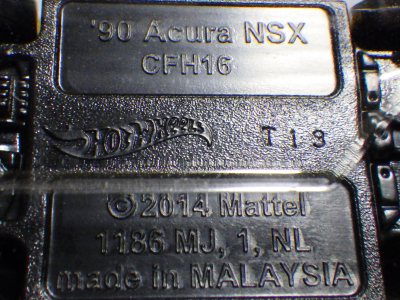 '90 Acura NSX
CFH16
HOT WHEELS T13
© 2014 Mattel
1186 MJ, 1, NL
made in MALAYSIA